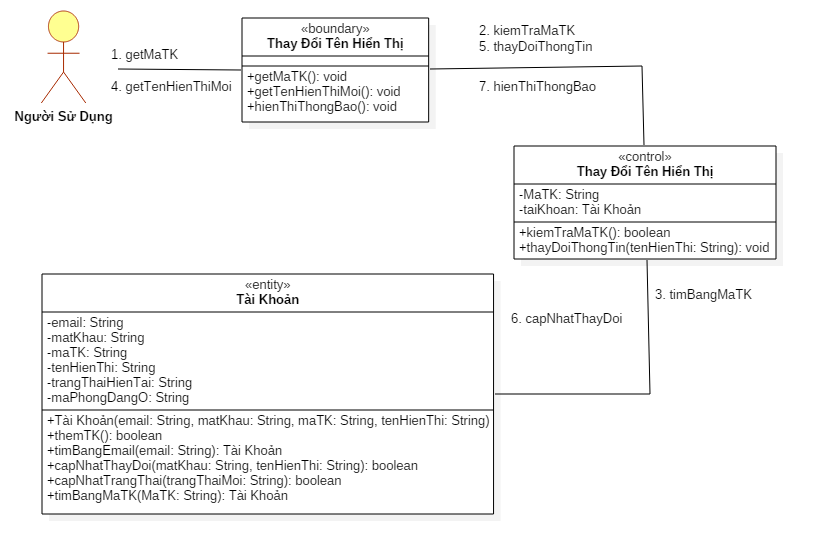 Người Sử Dụng
1. getMaTK
4. getTenHienThiMoi
«boundary»
Thay Đổi Tên Hiển Thị
+getMaTK(): void
+getTenHienThiMoi(): void
+hienThiThongBao(): void
2. kiemTraMaTK
5. thayDoiThongTin
7. hienThiThongBao
«control»
Thay Đổi Tên Hiển Thị
-MaTK: String
-taiKhoan: Tài Khoản
+kiemTraMaTK(): boolean
+thayDoiThongTin(tenHienThi: String): void
3. timBangMaTK
6. capNhatThayDoi
«entity»
Tài Khoản
-email: String
-matKhau: String
-maTK: String
-tenHienThi: String
-trangThaiHienTai: String
-maPhongDangO: String
+Tài Khoản(email: String, matKhau: String, maTK: String, tenHienThi: String)
+themTK(): boolean
+timBangEmail(email: String): Tài Khoản
+capNhatThayDoi(matKhau: String, tenHienThi: String): boolean
+capNhatTrangThai(trangThaiMoi: String): boolean
+timBangMaTK(MaTK: String): Tài Khoản